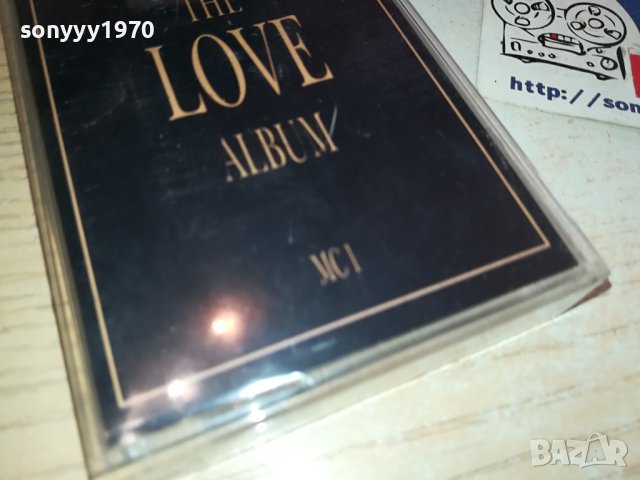 sonyyy1970
THE
LOVE
ALBUM
MC 1
http://son
BAZAR